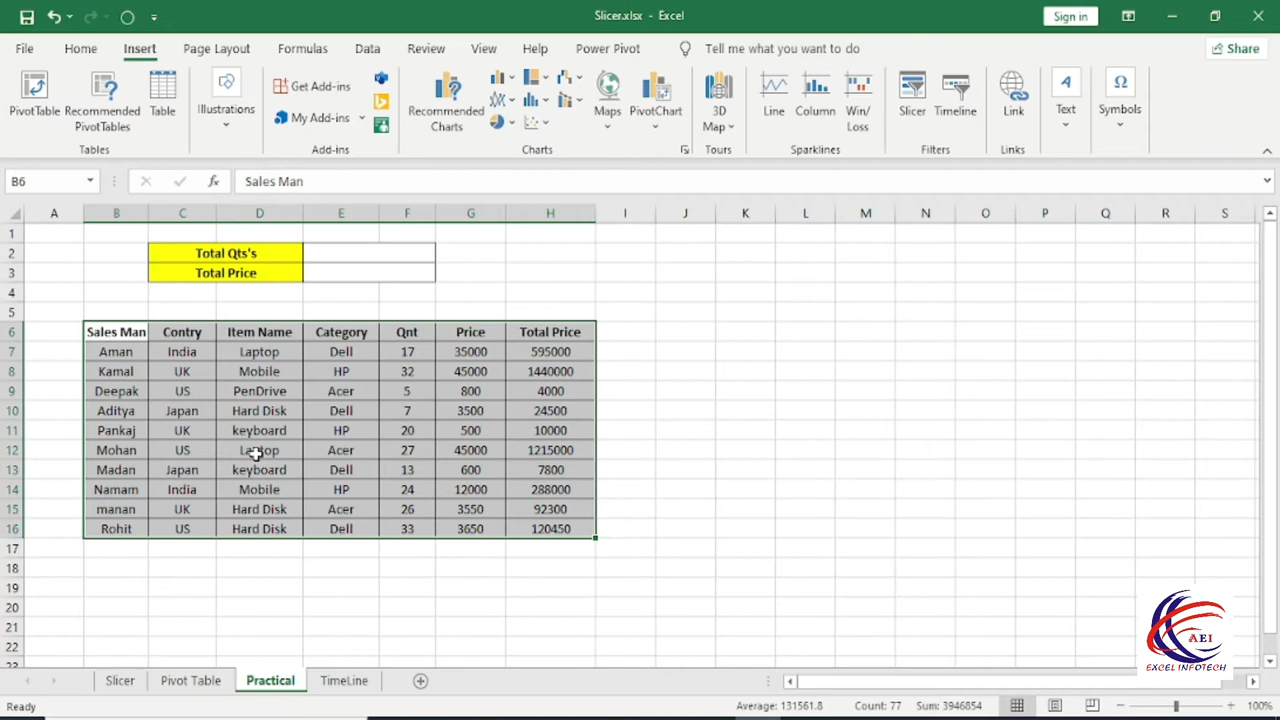 Slicer.xlsx - Excel
Sign in
File Home Insert Page Layout Formulas Data Review View Help Power Pivot Tell me what you want to do Share
PivotTable Recommended PivotTables Table
Tables
Illustrations
Get Add-ins
My Add-ins
Add-ins
Recommended Charts
Maps PivotChart
Charts
3D Map
Tours
Line Column Win/Loss
Sparklines
Slicer Timeline
Filters
Link
Links
Text
Symbols
B6 fx Sales Man
A B C D E F G H I J K L M N O P Q R S
1
2 Total Qts's
3 Total Price
4
5
6 Sales Man Contry Item Name Category Qnt Price Total Price
7 Aman India Laptop Dell 17 35000 595000
8 Kamal UK Mobile HP 32 45000 1440000
9 Deepak US PenDrive Acer 5 800 4000
10 Aditya Japan Hard Disk Dell 7 3500 24500
11 Pankaj UK keyboard HP 20 500 10000
12 Mohan US Laptop Acer 27 45000 1215000
13 Madan Japan keyboard Dell 13 600 7800
14 Namam India Mobile HP 24 12000 288000
15 manan UK Hard Disk Acer 26 3550 92300
16 Rohit US Hard Disk Dell 33 3650 120450
17
18
19
20
21
22
23
AEI
EXCEL INFOTECH
Slicer Pivot Table Practical TimeLine
Ready Average: 131561.8 Count: 77 Sum: 3946854 100%